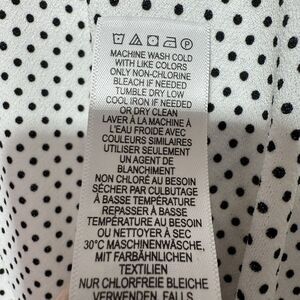 MACHINE WASH COLD
WITH LIKE COLORS
ONLY NON-CHLORINE
BLEACH IF NEEDED
TUMBLE DRY LOW
COOL IRON IF NEEDED
OR DRY CLEAN
LAVER À LA MACHINE À
L'EAU FROIDE AVEC
COULEURS SIMILAIRES
UTILISER SEULEMENT
UN AGENT DE
BLANCHIMENT
NON CHLORÉ AU BESOIN
SÉCHER PAR CULBUTAGE
À BASSE TEMPÉRATURE
REPASSER À BASSE
TEMPÉRATURE AU BESOIN
OU NETTOYER À SEC
30°C MASCHINENWÄSCHE,
MIT FARBÄHNLICHEN
TEXTILIEN
NUR CHLORFREIE BLEICHE
VERWENDEN, FALLS